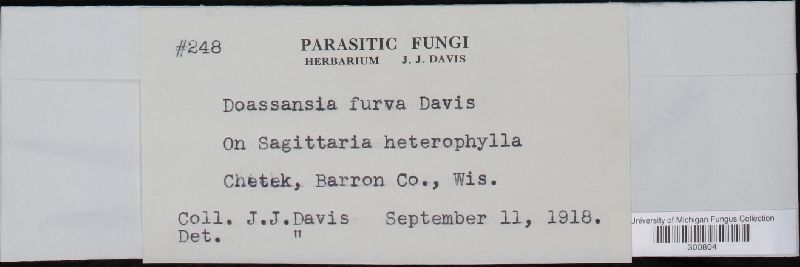 #248
PARASITIC FUNGI
HERBARIUM J. J. DAVIS
Doassansia furva Davis
On Sagittaria heterophylla
Chetek, Barron Co., Wis.
Coll. J.J.Davis September 11, 1918.
Det. "
University of Michigan Fungus Collection
300804